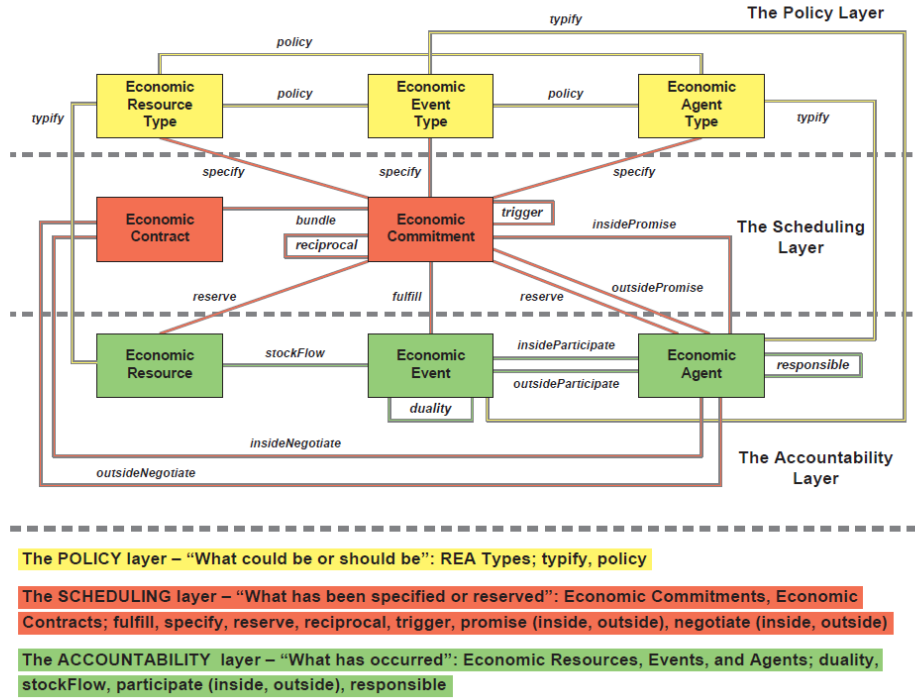 The Policy Layer
typify
policy
Economic
Resource
Type
policy
Economic
Event
Type
policy
Economic
Agent
Type
typify
typify
specify
specify
specify
Economic
Contract
bundle
reciprocal
Economic
Commitment
trigger
insidePromise
The Scheduling
Layer
reserve
fulfill
reserve
outsidePromise
Economic
Resource
stockFlow
Economic
Event
insideParticipate
outsideParticipate
Economic
Agent
responsible
duality
insideNegotiate
outsideNegotiate
The Accountability
Layer
The POLICY layer – “What could be or should be”: REA Types; typify, policy
The SCHEDULING layer – “What has been specified or reserved”: Economic Commitments, Economic
Contracts; fulfill, specify, reserve, reciprocal, trigger, promise (inside, outside), negotiate (inside, outside)
The ACCOUNTABILITY layer – “What has occurred”: Economic Resources, Events, and Agents; duality,
stockFlow, participate (inside, outside), responsible